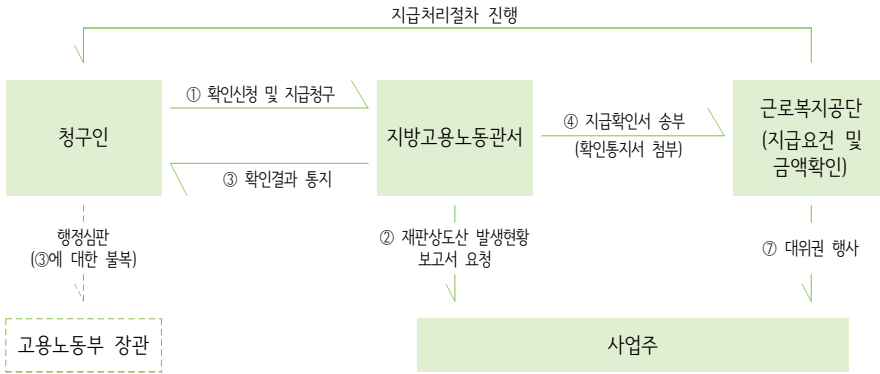 지급처리절차 진행
① 확인신청 및 지급청구
청구인
지방고용노동관서
④ 지급확인서 송부
(확인통지서 첨부)
근로복지공단
(지급요건 및
금액확인)
③ 확인결과 통지
행정심판
(③에 대한 불복)
② 재판상도산 발생현황
보고서 요청
⑦ 대위권 행사
고용노동부 장관
사업주